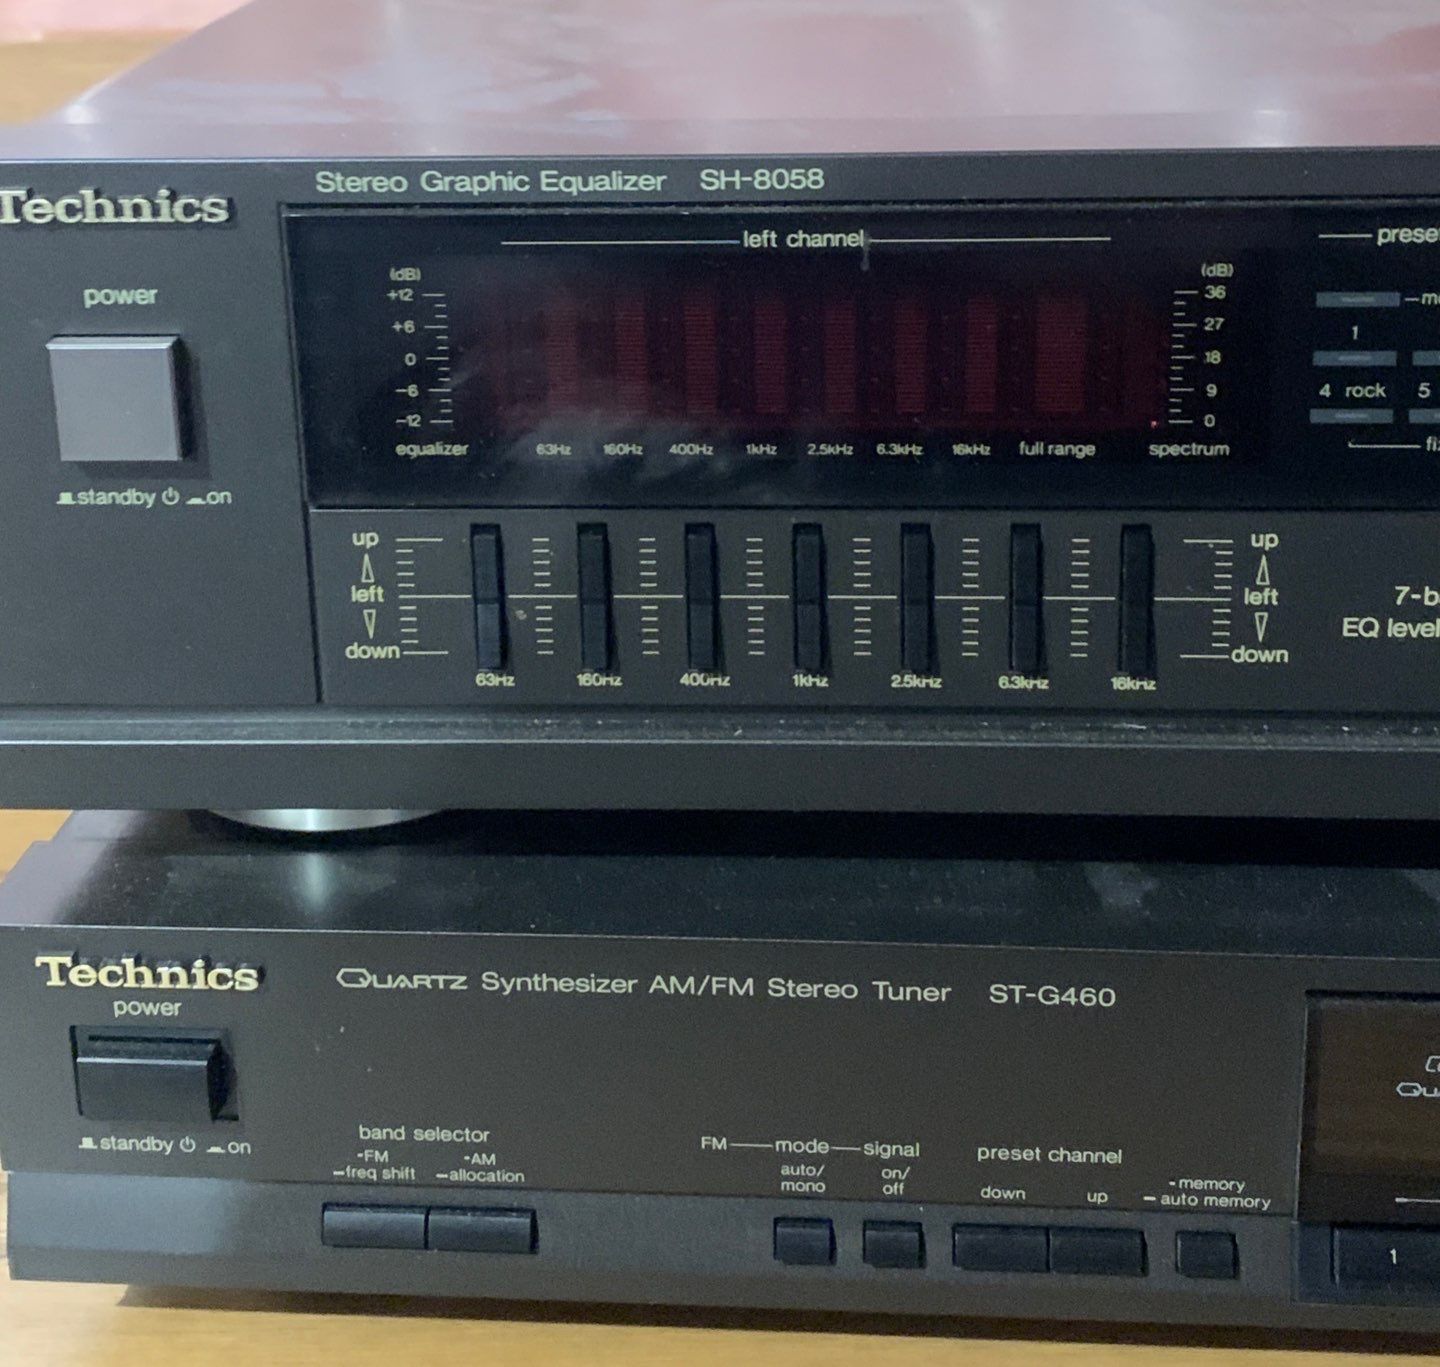 Technics
Stereo Graphic Equalizer SH-8058
power
standby on
left channel
(dB)
+12
+6
0
-6
-12
equalizer
63Hz 160Hz 400Hz 1kHz 2.5kHz 6.3kHz 16kHz full range
(dB)
36
27
18
9
0
spectrum
1
4 rock 5
up
left
down
63Hz 160Hz 400Hz 1kHz 2.5kHz 6.3kHz 16kHz
up
left
down
7-b
EQ level
Technics
power
standby on
QUARTZ Synthesizer AM/FM Stereo Tuner ST-G460
band selector
-FM -AM
-freq shift -allocation
FM mode signal
auto/ on/
mono off
preset channel
down up
-memory
-auto memory
1